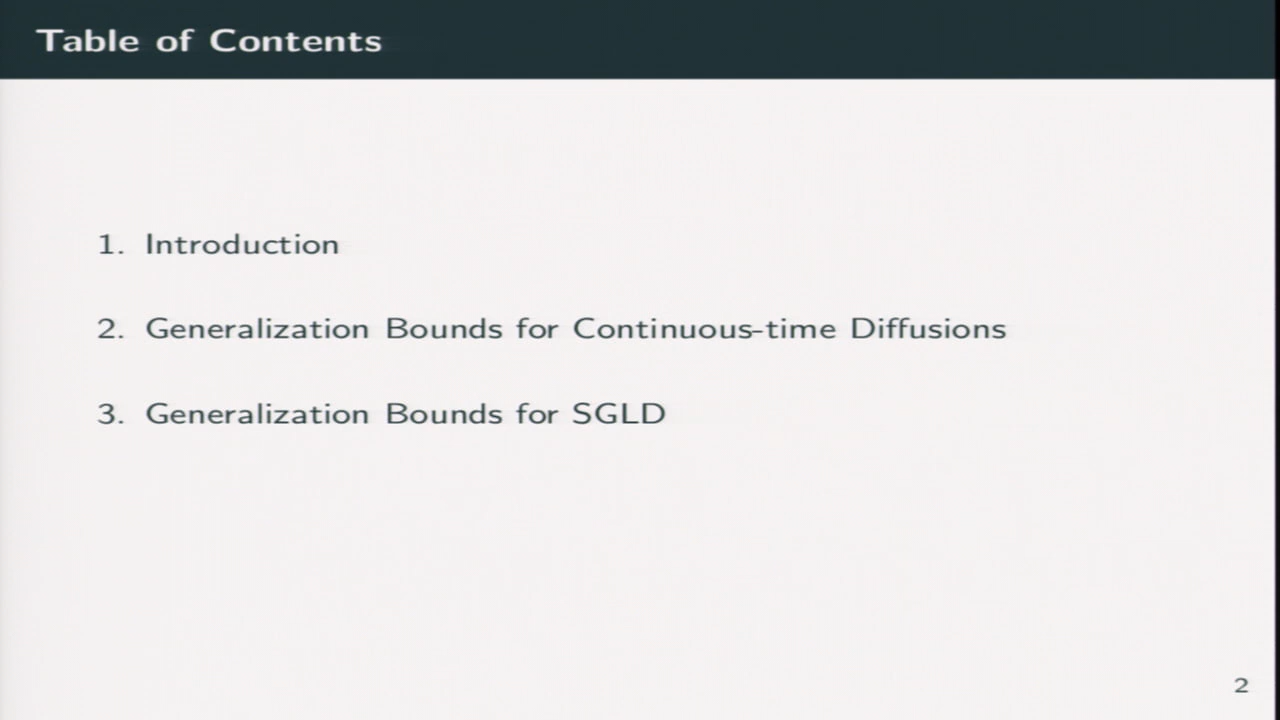 Table of Contents
1. Introduction
2. Generalization Bounds for Continuous-time Diffusions
3. Generalization Bounds for SGLD
2